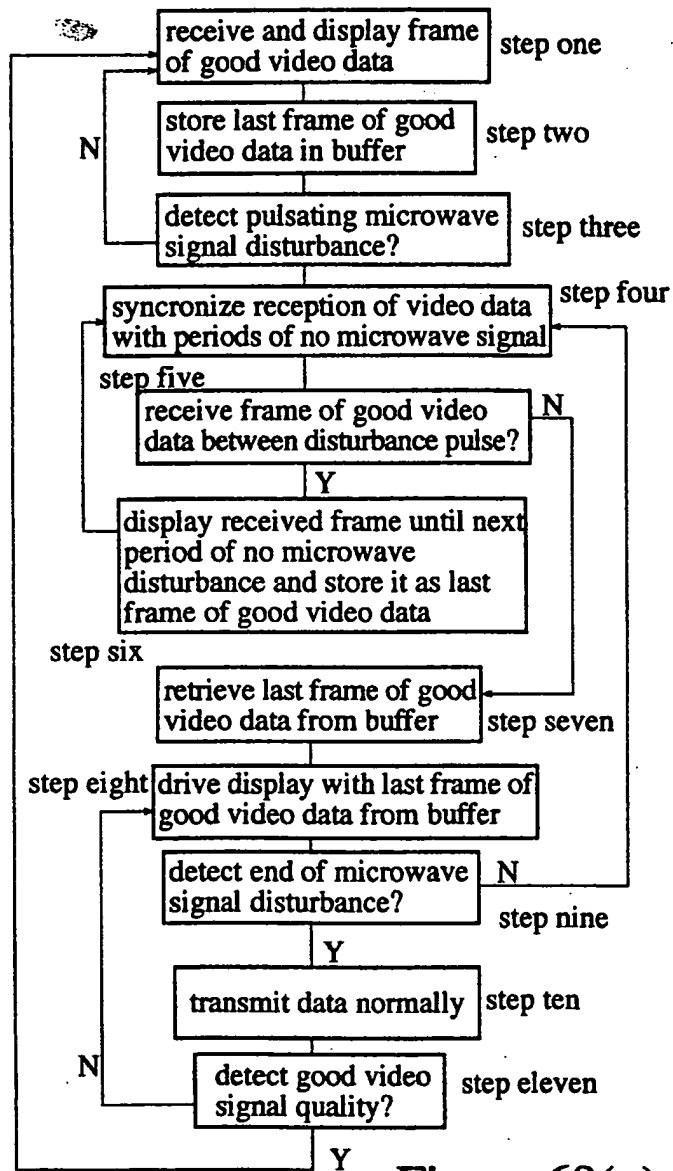 receive and display frame
of good video data
step one
N
store last frame of good
video data in buffer
step two
detect pulsating microwave
signal disturbance?
step three
step four
syncronize reception of video data
with periods of no microwave signal
step five
receive frame of good video
data between disturbance pulse?
N
Y
display received frame until next
period of no microwave
disturbance and store it as last
frame of good video data
step six
retrieve last frame of good
video data from buffer
step seven
step eight
drive display with last frame of
good video data from buffer
detect end of microwave
signal disturbance?
N
step nine
Y
transmit data normally
step ten
N
detect good video
signal quality?
step eleven
Y